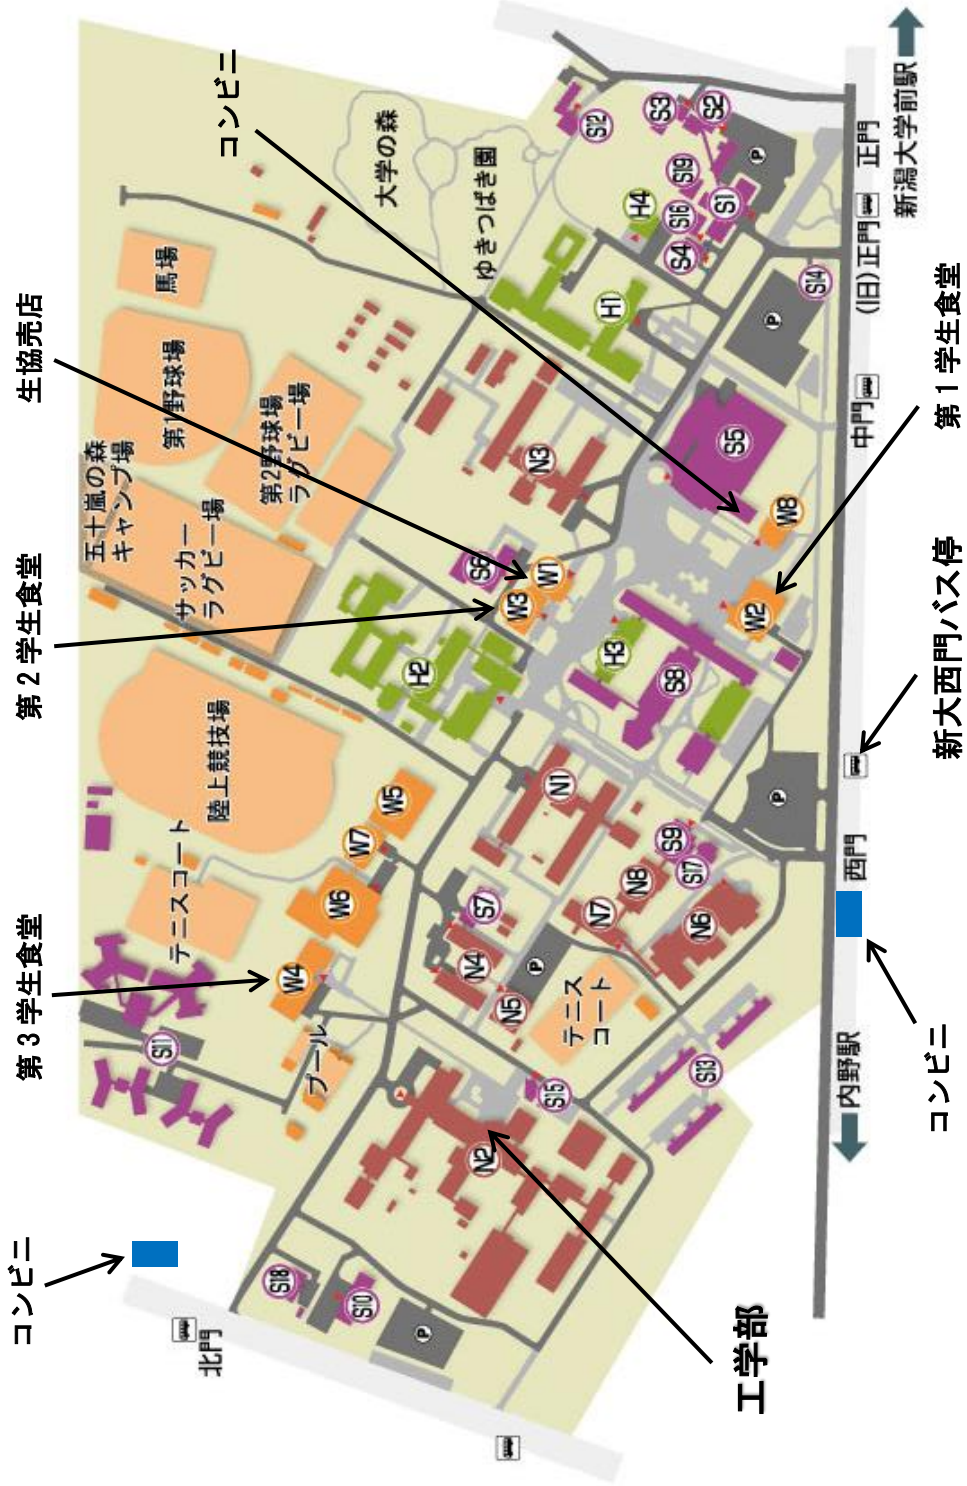 コンビニ
第３学生食堂
第２学生食堂
生協売店
コンビニ
五十嵐の森
キャンプ場
馬場
第1野球場
サッカー
ラグビー場
第2野球場
ラグビー場
陸上競技場
テニスコート
大学の森
ゆきつばき園
北門
プール
S11
W4
W6
W7
W5
H2
S6
W3
W1
N3
H1
H4
S12
S3
S2
S19
S16
S4
S1
S18
S10
P
N2
S15
N5
N4
S7
P
N1
テニス
コート
N7
N8
N6
S9
S17
H3
S8
S5
W2
W8
S13
P
P
P
S14
工学部
内野駅
西門
中門
(旧)正門
正門
新潟大学前駅
コンビニ
新大西門バス停
第１学生食堂